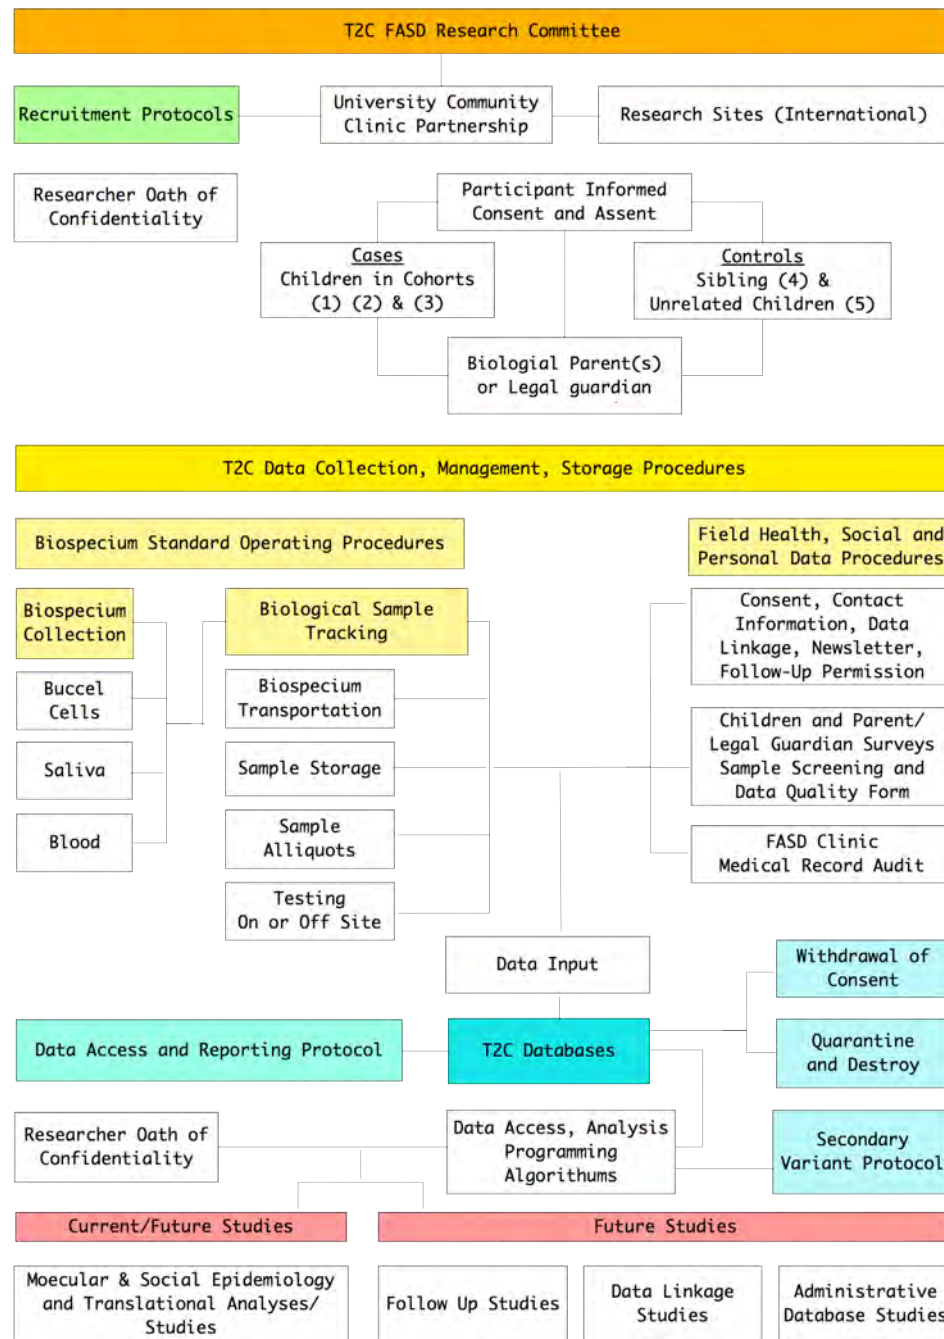 T2C FASD Research Committee
Recruitment Protocols
University Community
Clinic Partnership
Research Sites (International)
Researcher Oath of
Confidentiality
Participant Informed
Consent and Assent
Cases
Children in Cohorts
(1) (2) & (3)
Controls
Sibling (4) &
Unrelated Children (5)
Biologial Parent(s)
or Legal guardian
T2C Data Collection, Management, Storage Procedures
Biospecium Standard Operating Procedures
Field Health, Social and
Personal Data Procedures
Biospecium
Collection
Biological Sample
Tracking
Consent, Contact
Information, Data
Linkage, Newsletter,
Follow-Up Permission
Buccel
Cells
Biospecium
Transportation
Children and Parent/
Legal Guardian Surveys
Sample Screening and
Data Quality Form
Saliva
Sample Storage
Blood
Sample
Alliquots
FASD Clinic
Medical Record Audit
Testing
On or Off Site
Data Input
Withdrawal of
Consent
Data Access and Reporting Protocol
T2C Databases
Quarantine
and Destroy
Researcher Oath of
Confidentiality
Data Access, Analysis
Programming
Algorithums
Secondary
Variant Protocol
Current/Future Studies
Future Studies
Moecular & Social Epidemiology
and Translational Analyses/
Studies
Follow Up Studies
Data Linkage
Studies
Administrative
Database Studies